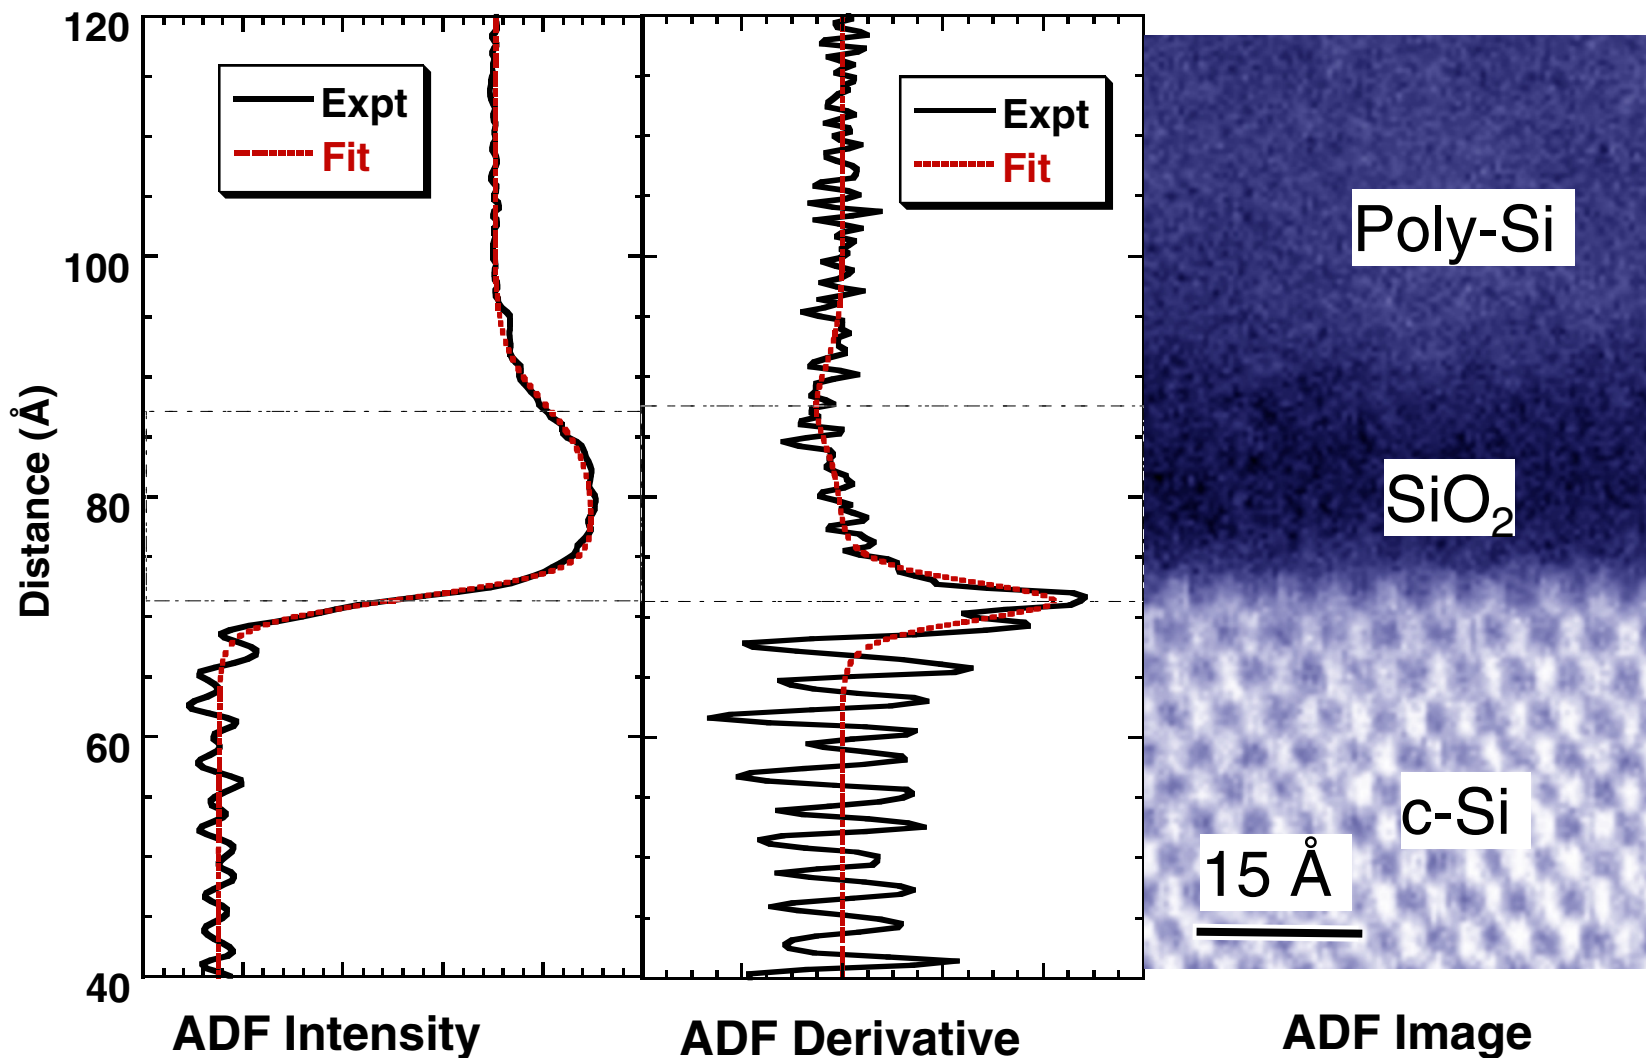 120
100
80
60
40
Distance (Å)
Expt
Fit
ADF Intensity
Expt
Fit
ADF Derivative
Poly-Si
SiO₂
c-Si
15 Å
ADF Image